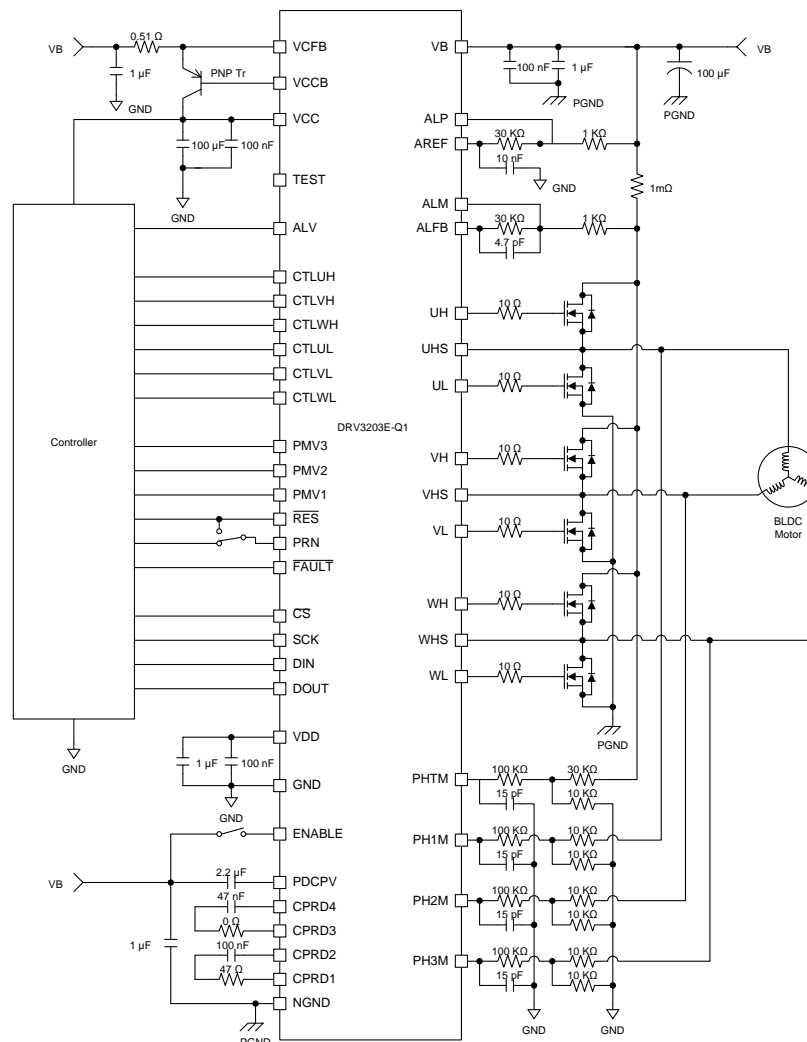 VB
0.51 Ω
1 µF
GND
PNP Tr
VCFB
VCCB
VCC
100 µF
100 nF
GND
TEST
ALV
CTLUH
CTLVH
CTLWH
CTLUL
CTLVL
CTLWL
Controller
PMV3
PMV2
PMV1
RES
PRN
FAULT
CS
SCK
DIN
DOUT
GND
VDD
1 µF
100 nF
GND
GND
ENABLE
VB
2.2 µF
PDCPV
47 nF
CPRD4
0 Ω
CPRD3
1 µF
100 nF
CPRD2
47 Ω
CPRD1
NGND
PGND
DRV3203E-Q1
VB
100 nF
1 µF
PGND
100 µF
PGND
VB
ALP
AREF
30 KΩ
10 nF
GND
1 KΩ
1mΩ
ALM
ALFB
30 KΩ
4.7 pF
1 KΩ
UH
10 Ω
UHS
UL
10 Ω
VH
10 Ω
VHS
VL
10 Ω
BLDC
Motor
WH
10 Ω
WHS
WL
10 Ω
PGND
PHTM
100 KΩ
30 KΩ
15 pF
10 KΩ
PH1M
100 KΩ
10 KΩ
15 pF
10 KΩ
PH2M
100 KΩ
10 KΩ
15 pF
10 KΩ
PH3M
100 KΩ
10 KΩ
15 pF
10 KΩ
GND
GND